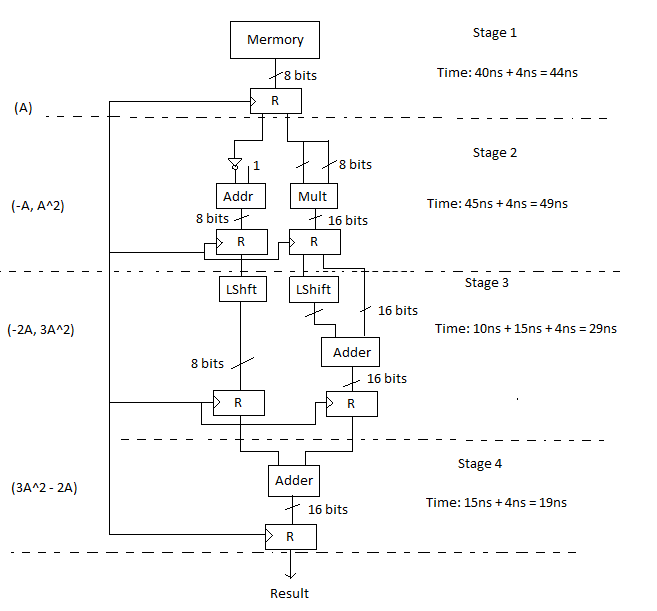 Mermory
Stage 1
8 bits
Time: 40ns + 4ns = 44ns
R
(A)
Stage 2
1
8 bits
Addr
Mult
(-A, A^2)
Time: 45ns + 4ns = 49ns
8 bits
16 bits
R
R
Stage 3
LShft
LShift
16 bits
(-2A, 3A^2)
Time: 10ns + 15ns + 4ns = 29ns
Adder
8 bits
16 bits
R
R
Stage 4
Adder
(3A^2 - 2A)
Time: 15ns + 4ns = 19ns
16 bits
R
Result